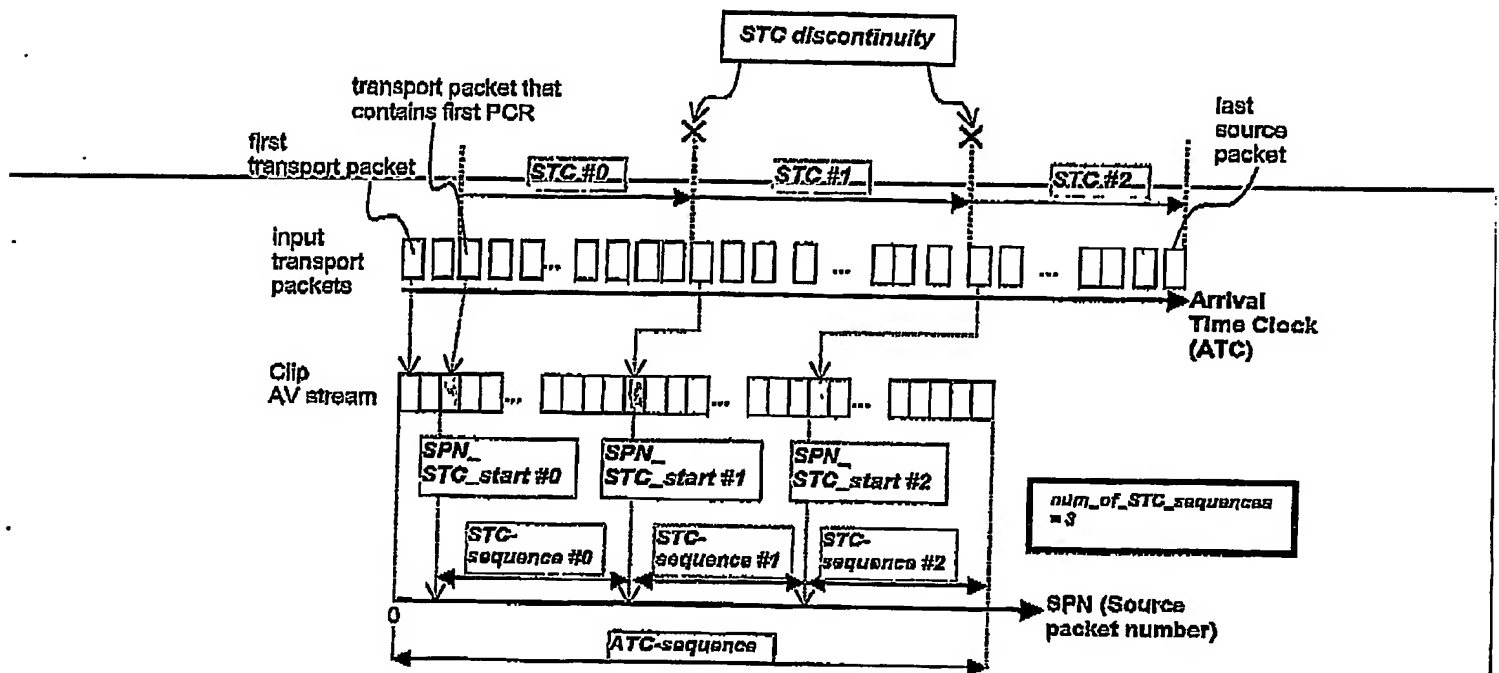 STC discontinuity
transport packet that
contains first PCR
first
transport packet
last
source
packet
STC #0
STC #1
STC #2
input
transport
packets
...
...
...
Arrival
Time Clock
(ATC)
Clip
AV stream
...
...
...
SPN_
STC_start #0
SPN_
STC_start #1
SPN_
STC_start #2
num_of_STC_sequences
= 3
STC-
sequence #0
STC-
sequence #1
STC-
sequence #2
0
SPN (Source
packet number)
ATC-sequence